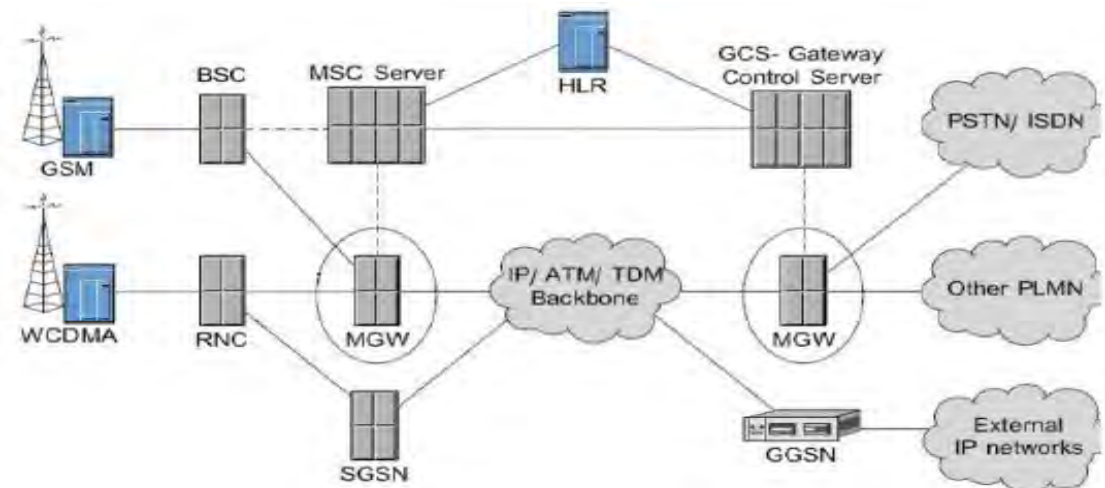 BSC
MSC Server
HLR
GCS- Gateway
Control Server
PSTN/ ISDN
GSM
IP/ ATM/ TDM
Backbone
Other PLMN
WCDMA
RNC
MGW
MGW
External
IP networks
SGSN
GGSN